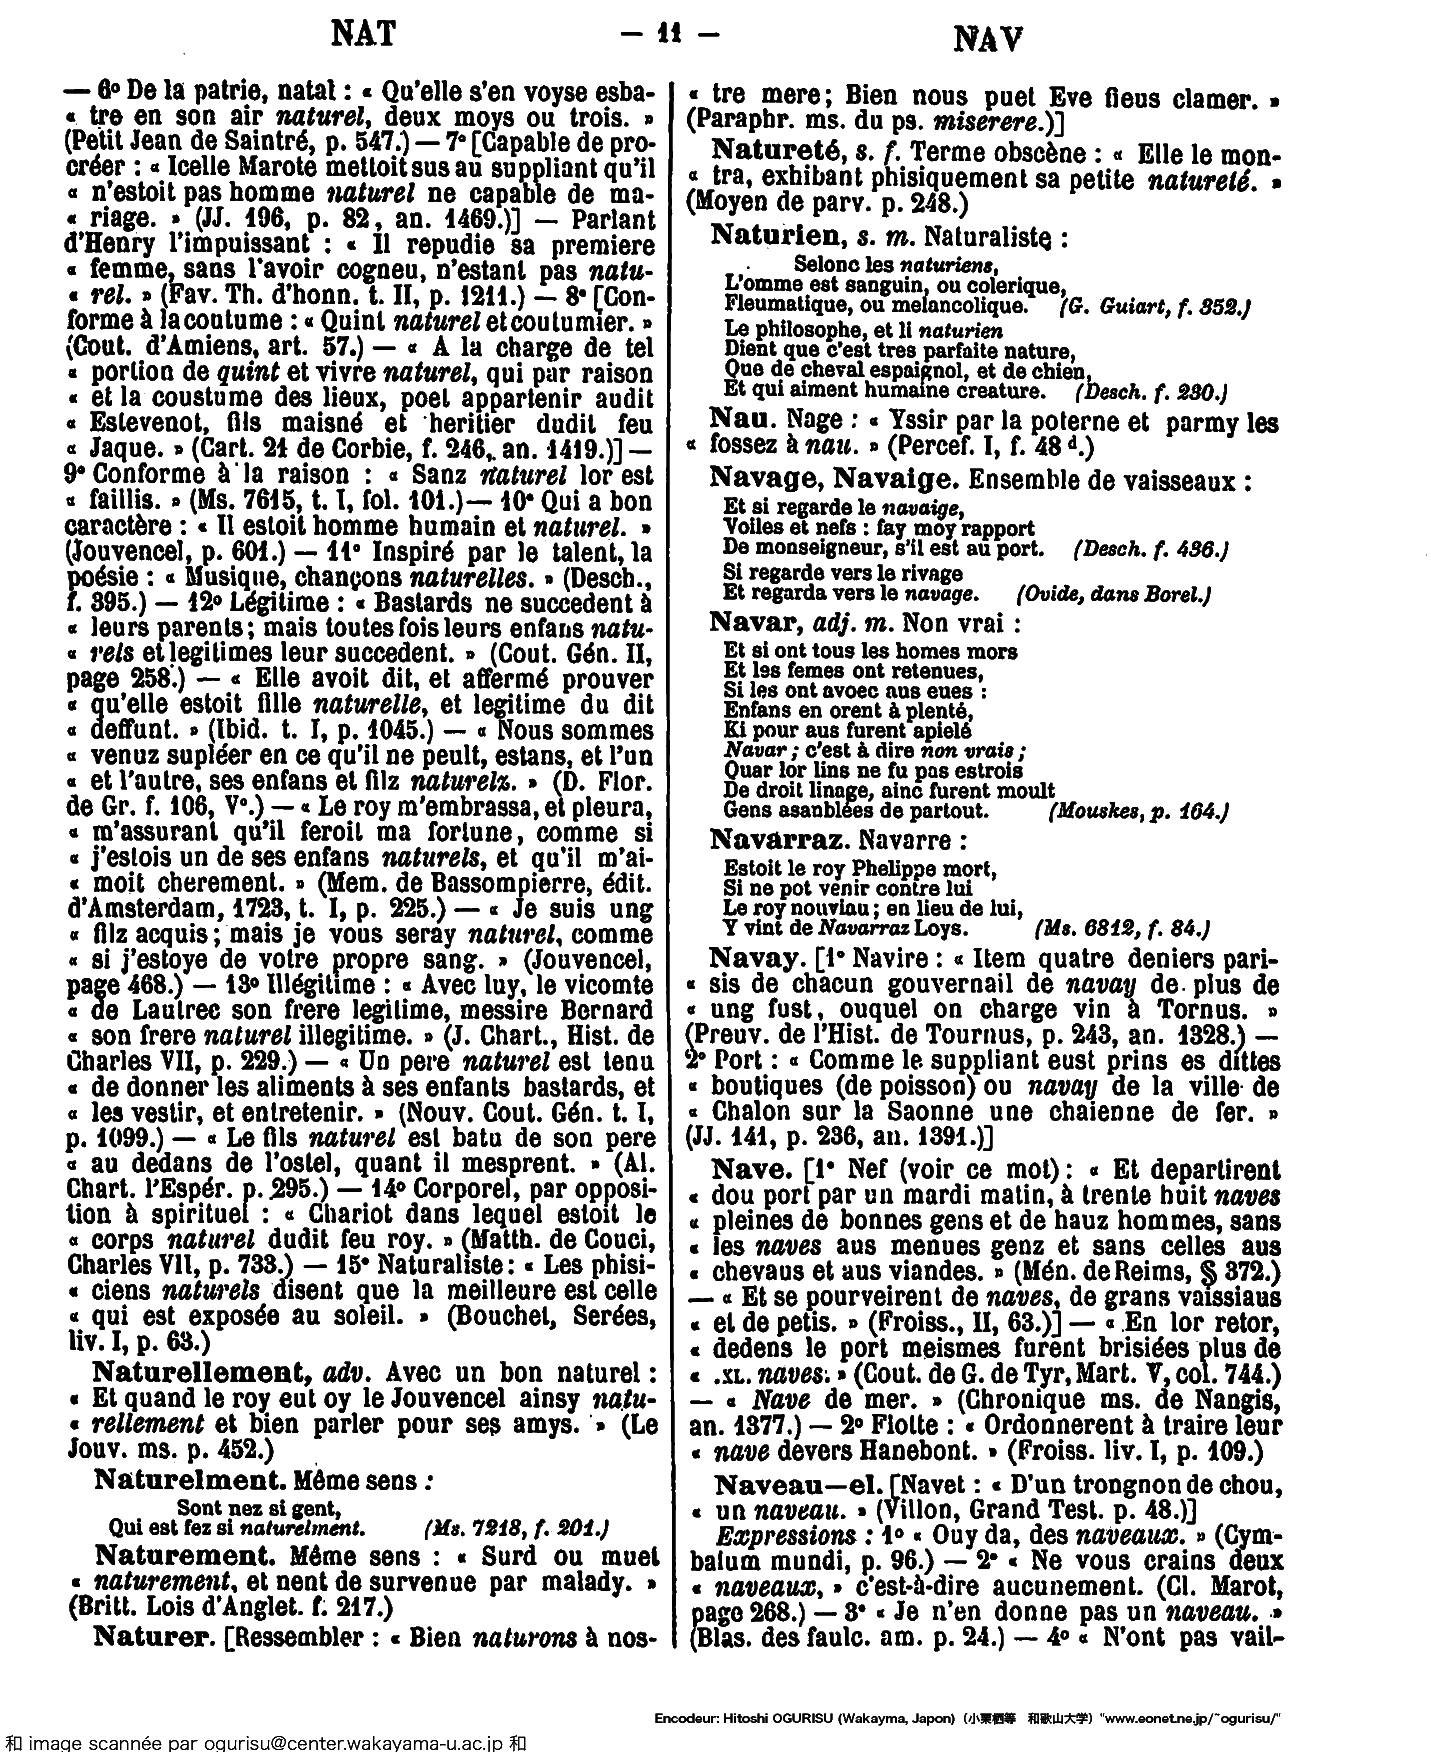 NAT — 11 — NAV
— 6º De la patrie, natal : « Qu'elle s'en voyse esba-
« tre en son air naturel, deux moys ou trois. »
(Petit Jean de Saintré, p. 547.) — 7º [Capable de pro-
créer : « Icelle Marote mettoit sus au suppliant qu'il
« n'estoit pas homme naturel ne capable de ma-
« riage. » (JJ. 196, p. 82, an. 1469.)] — Parlant
d'Henry l'impuissant : « Il repudie sa premiere
« femme, sans l'avoir cogneu, n'estant pas natu-
« rel. » (Fav. Th. d'honn. t. II, p. 1211.) — 8º [Con-
forme à la coutume : « Quint naturel et coutumier. »
(Cout. d'Amiens, art. 57.) — « A la charge de tel
« portion de quint et vivre naturel, qui par raison
« et la coustume des lieux, poet appartenir audit
« Estevenot, fils maisné et heritier dudit feu
« Jaque. » (Cart. 21 de Corbie, f. 246, an. 1419.)] —
9º Conforme à la raison : « Sanz naturel lor est
« faillis. » (Ms. 7615, t. I, fol. 101.) — 10º Qui a bon
caractère : « Il estoit homme humain et naturel. »
(Jouvencel, p. 601.) — 11º Inspiré par le talent, la
poésie : « Musique, chançons naturelles. » (Desch.,
f. 395.) — 12º Légitime : « Bastards ne succedent à
« leurs parents ; mais toutes fois leurs enfans natu-
« rels et legitimes leur succedent. » (Cout. Gén. II,
page 258.) — « Elle avoit dit, et affermé prouver
« qu'elle estoit fille naturelle, et legitime du dit
« deffunt. » (Ibid. t. I, p. 1045.) — « Nous sommes
« venuz supléer en ce qu'il ne peult, estans, et l'un
« et l'autre, ses enfans et filz naturelz. » (D. Flor.
de Gr. f. 106, Vº.) — « Le roy m'embrassa, et pleura,
« m'assurant qu'il feroit ma fortune, comme si
« j'estois un de ses enfans naturels, et qu'il m'ai-
« moit cherement. » (Mem. de Bassompierre, édit.
d'Amsterdam, 1723, t. I, p. 225.) — « Je suis ung
« filz acquis ; mais je vous seray naturel, comme
« si j'estoye de votre propre sang. » (Jouvencel,
page 468.) — 13º Illégitime : « Avec luy, le vicomte
« de Lautrec son frere legitime, messire Bernard
« son frere naturel illegitime. » (J. Chart., Hist. de
Charles VII, p. 229.) — « Un pere naturel est tenu
« de donner les aliments à ses enfants bastards, et
« les vestir, et entretenir. » (Nouv. Cout. Gén. t. I,
p. 1099.) — « Le fils naturel est batu de son pere
« au dedans de l'ostel, quant il mesprent. » (Al.
Chart. l'Espér. p. 295.) — 14º Corporel, par opposi-
tion à spirituel : « Chariot dans lequel estoit le
« corps naturel dudit feu roy. » (Matth. de Couci,
Charles VII, p. 733.) — 15º Naturaliste : « Les phisi-
« ciens naturels disent que la meilleure est celle
« qui est exposée au soleil. » (Bouchet, Serées,
liv. I, p. 63.)
Naturellement, adv. Avec un bon naturel :
« Et quand le roy eut oy le Jouvencel ainsy natu-
« rellement et bien parler pour ses amys. » (Le
Jouv. ms. p. 452.)
Naturelment. Même sens :
Sont nez si gent,
Qui est fez si naturelment. (Ms. 7218, f. 201.)
Naturement. Même sens : « Surd ou muet
« naturement, et nent de survenue par malady. »
(Britt. Lois d'Anglet. f. 217.)
Naturer. [Ressembler : « Bien naturons à nos-
« tre mere ; Bien nous puet Eve fieus clamer. »
(Paraphr. ms. du ps. miserere.)]
Natureté, s. f. Terme obscène : « Elle le mon-
« tra, exhibant phisiquement sa petite natureté. »
(Moyen de parv. p. 248.)
Naturien, s. m. Naturaliste :
Selonc les naturiens,
L'omme est sanguin, ou colerique,
Fleumatique, ou melancolique. (G. Guiart, f. 352.)
Le philosophe, et li naturien
Dient que c'est tres parfaite nature,
Que de cheval espaignol, et de chien,
Et qui aiment humaine creature. (Desch. f. 230.)
Nau. Nage : « Yssir par la poterne et parmy les
« fossez à nau. » (Percef. I, f. 48 d.)
Navage, Navaige. Ensemble de vaisseaux :
Et si regarde le navaige,
Voiles et nefs : fay moy rapport
De monseigneur, s'il est au port. (Desch. f. 436.)
Si regarde vers le rivage
Et regarda vers le navage. (Ovide, dans Borel.)
Navar, adj. m. Non vrai :
Et si ont tous les homes mors
Et les femes ont retenues,
Si les ont avoec aus eues :
Enfans en orent à plenté,
Ki pour aus furent apielé
Navar ; c'est à dire non vrais ;
Quar lor lins ne fu pas estrois
De droit linage, ainc furent moult
Gens asanblées de partout. (Mouskes, p. 164.)
Navarraz. Navarre :
Estoit le roy Phelippe mort,
Si ne pot venir contre lui
Le roy nouviau ; en lieu de lui,
Y vint de Navarraz Loys. (Ms. 6812, f. 84.)
Navay. [1º Navire : « Item quatre deniers pari-
« sis de chacun gouvernail de navay de plus de
« ung fust, ouquel on charge vin à Tornus. »
(Preuv. de l'Hist. de Tournus, p. 243, an. 1328.) —
2º Port : « Comme le suppliant eust prins es dittes
« boutiques (de poisson) ou navay de la ville de
« Chalon sur la Saonne une chaienne de fer. »
(JJ. 141, p. 236, an. 1391.)]
Nave. [1º Nef (voir ce mot) : « Et departirent
« dou port par un mardi matin, à trente huit naves
« pleines de bonnes gens et de hauz hommes, sans
« les naves aus menues genz et sans celles aus
« chevaus et aus viandes. » (Mén. de Reims, § 372.)
— « Et se pourveirent de naves, de grans vaissiaus
« et de petis. » (Froiss., II, 63.)] — « En lor retor,
« dedens le port meismes furent brisiées plus de
« .XL. naves. » (Cout. de G. de Tyr, Mart. V, col. 744.)
— « Nave de mer. » (Chronique ms. de Nangis,
an. 1377.) — 2º Flotte : « Ordonnerent à traire leur
« nave devers Hanebont. » (Froiss. liv. I, p. 109.)
Naveau—el. [Navet : « D'un trongnon de chou,
« un naveau. » (Villon, Grand Test. p. 48.)]
Expressions : 1º « Ouy da, des naveaux. » (Cym-
balum mundi, p. 96.) — 2º « Ne vous crains deux
« naveaux, » c'est-à-dire aucunement. (Cl. Marot,
page 268.) — 3º « Je n'en donne pas un naveau. »
(Blas. des faulc. am. p. 24.) — 4º « N'ont pas vail-
Encodeur: Hitoshi OGURISU (Wakayma, Japon) (小栗栖等 和歌山大学) "www.eonet.ne.jp/~ogurisu/"
和 image scannée par ogurisu@center.wakayama-u.ac.jp 和